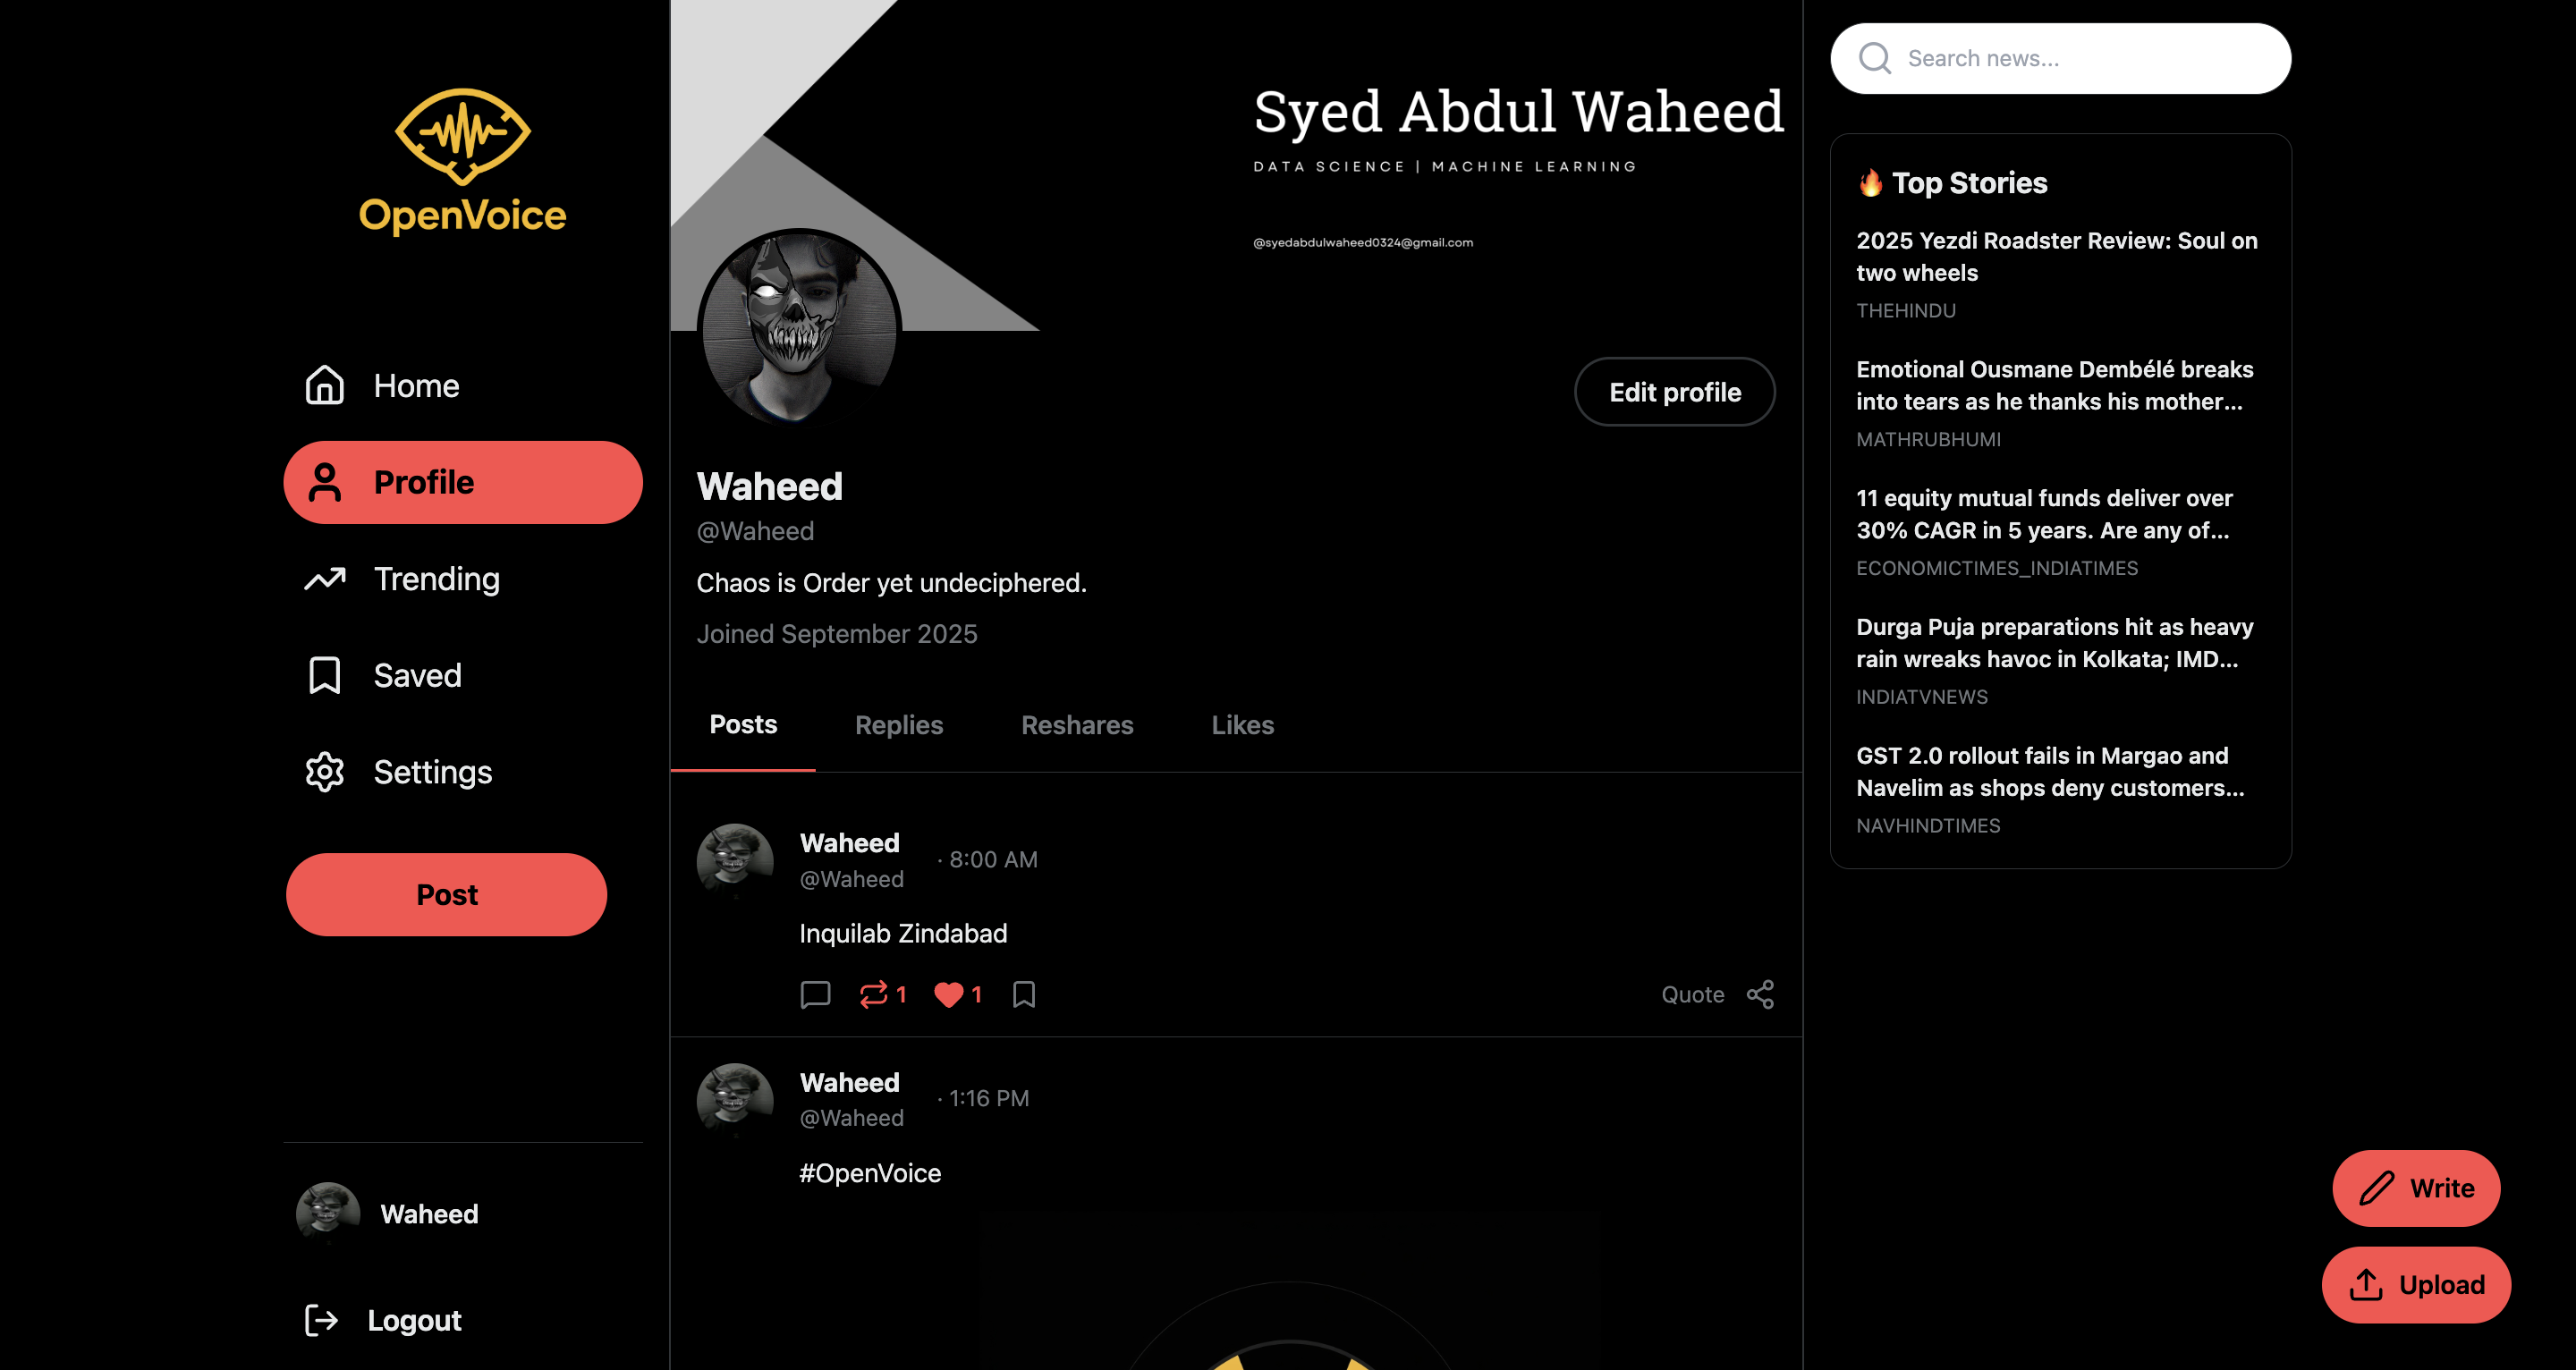 OpenVoice
Home
Profile
Trending
Saved
Settings
Post
Waheed
Logout
Syed Abdul Waheed
DATA SCIENCE | MACHINE LEARNING
@syedabdulwaheed0324@gmail.com
Edit profile
Waheed
@Waheed
Chaos is Order yet undeciphered.
Joined September 2025
Posts Replies Reshares Likes
Waheed
@Waheed · 8:00 AM
Inquilab Zindabad
1 1 Quote
Waheed
@Waheed · 1:16 PM
#OpenVoice
Search news...
🔥 Top Stories
2025 Yezdi Roadster Review: Soul on
two wheels
THEHINDU
Emotional Ousmane Dembélé breaks
into tears as he thanks his mother...
MATHRUBHUMI
11 equity mutual funds deliver over
30% CAGR in 5 years. Are any of...
ECONOMICTIMES_INDIATIMES
Durga Puja preparations hit as heavy
rain wreaks havoc in Kolkata; IMD...
INDIATVNEWS
GST 2.0 rollout fails in Margao and
Navelim as shops deny customers...
NAVHINDTIMES
Write
Upload